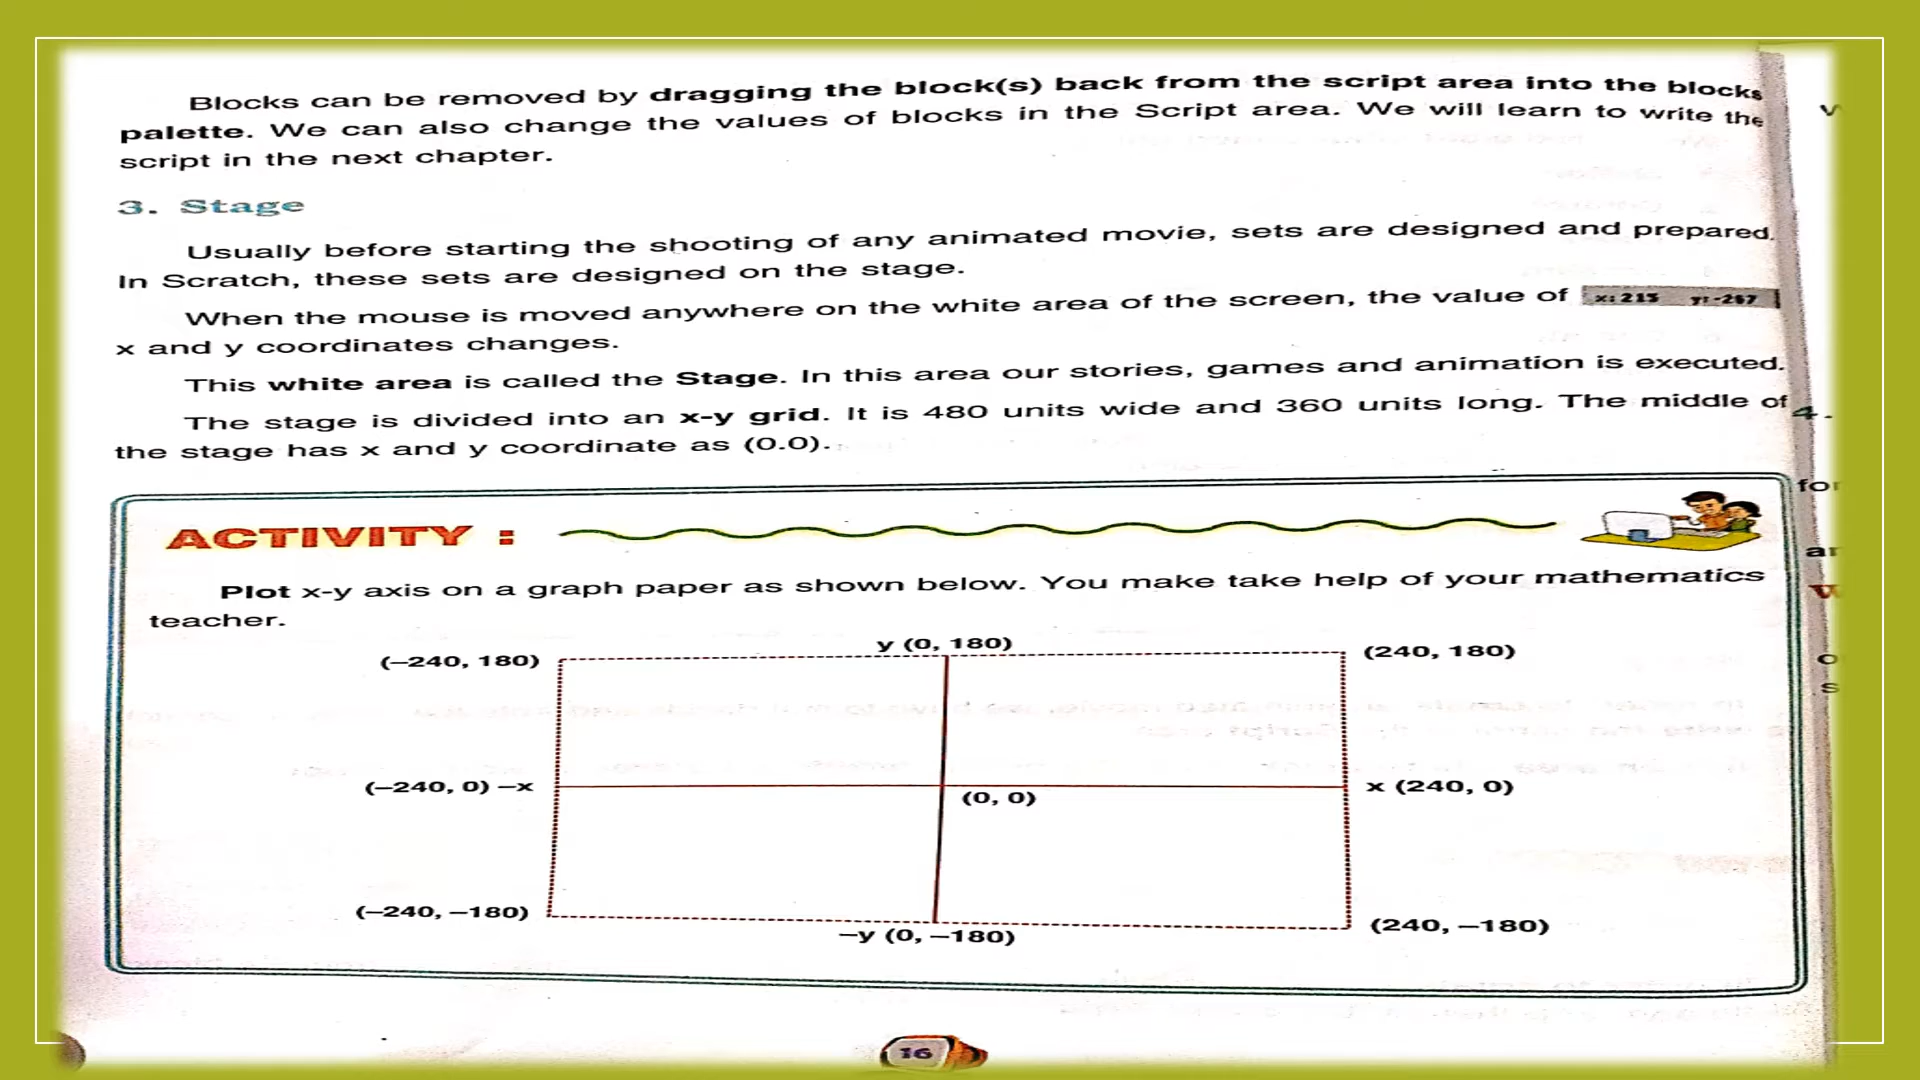 Blocks can be removed by dragging the block(s) back from the script area into the blocks
palette. We can also change the values of blocks in the Script area. We will learn to write the
script in the next chapter.
3. Stage
Usually before starting the shooting of any animated movie, sets are designed and prepared.
In Scratch, these sets are designed on the stage.
When the mouse is moved anywhere on the white area of the screen, the value of x: 215 y: -267
x and y coordinates changes.
This white area is called the Stage. In this area our stories, games and animation is executed.
The stage is divided into an x-y grid. It is 480 units wide and 360 units long. The middle of
the stage has x and y coordinate as (0.0).
ACTIVITY :
Plot x-y axis on a graph paper as shown below. You make take help of your mathematics
teacher.
y (0, 180)
(–240, 180)
(240, 180)
(–240, 0) –x
(0, 0)
x (240, 0)
(–240, –180)
–y (0, –180)
(240, –180)
16
4.
for